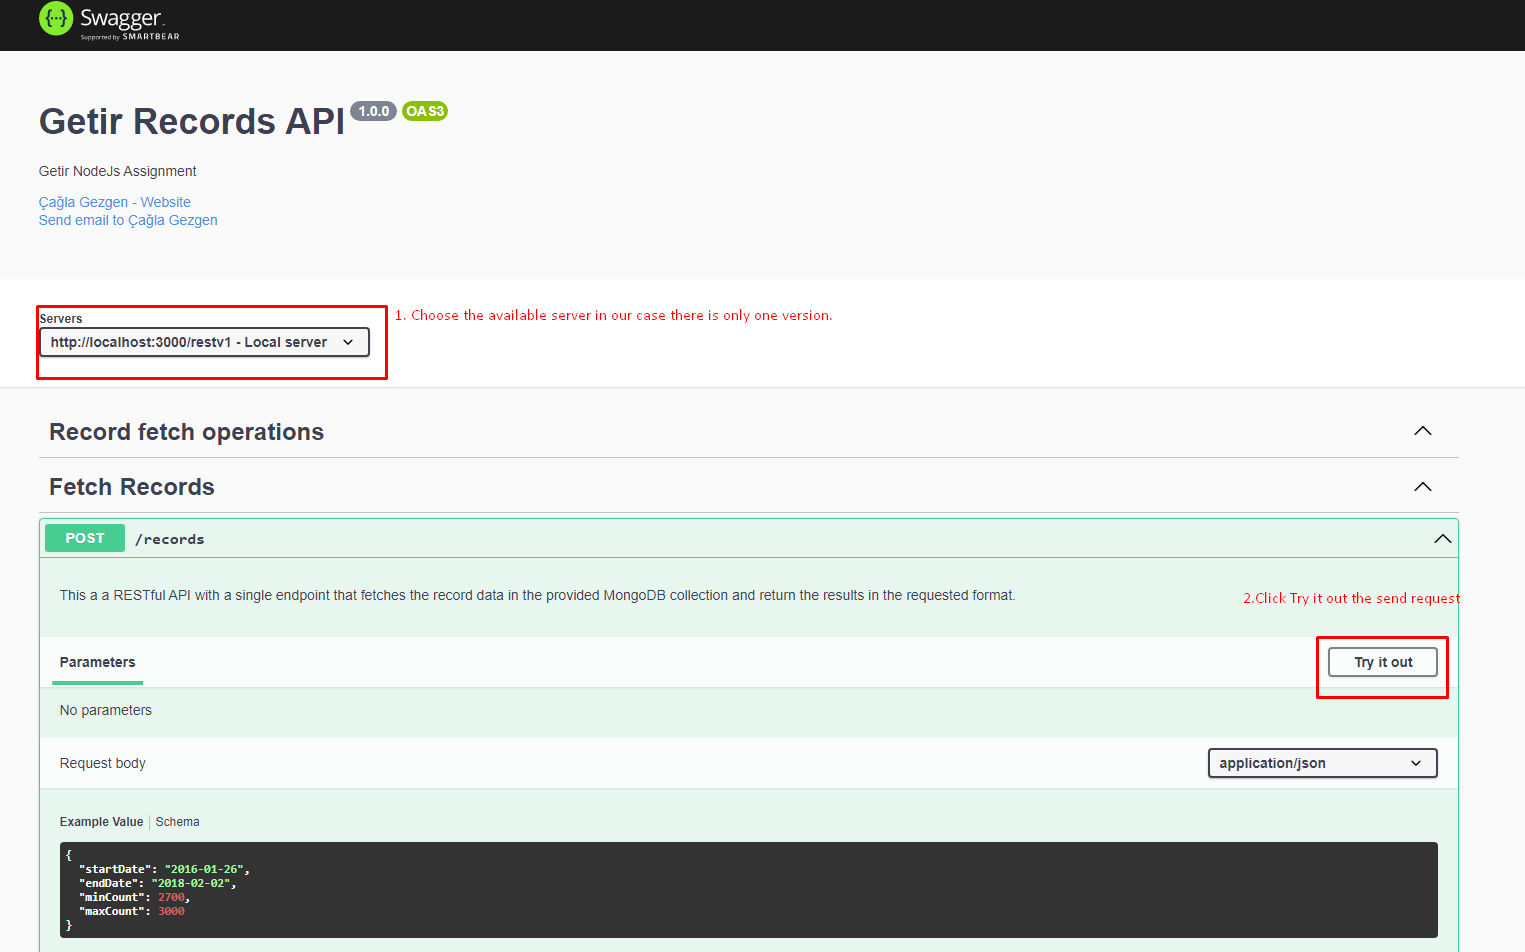 Swagger.
Supported by SMARTBEAR
Getir Records API 1.0.0 OAS3
Getir NodeJs Assignment
Çağla Gezgen - Website
Send email to Çağla Gezgen
1. Choose the available server in our case there is only one version.
Servers
http://localhost:3000/restv1 - Local server
Record fetch operations
Fetch Records
POST /records
This a a RESTful API with a single endpoint that fetches the record data in the provided MongoDB collection and return the results in the requested format.
2.Click Try it out the send request
Parameters
Try it out
No parameters
Request body
application/json
Example Value Schema
{
"startDate": "2016-01-26",
"endDate": "2018-02-02",
"minCount": 2700,
"maxCount": 3000
}